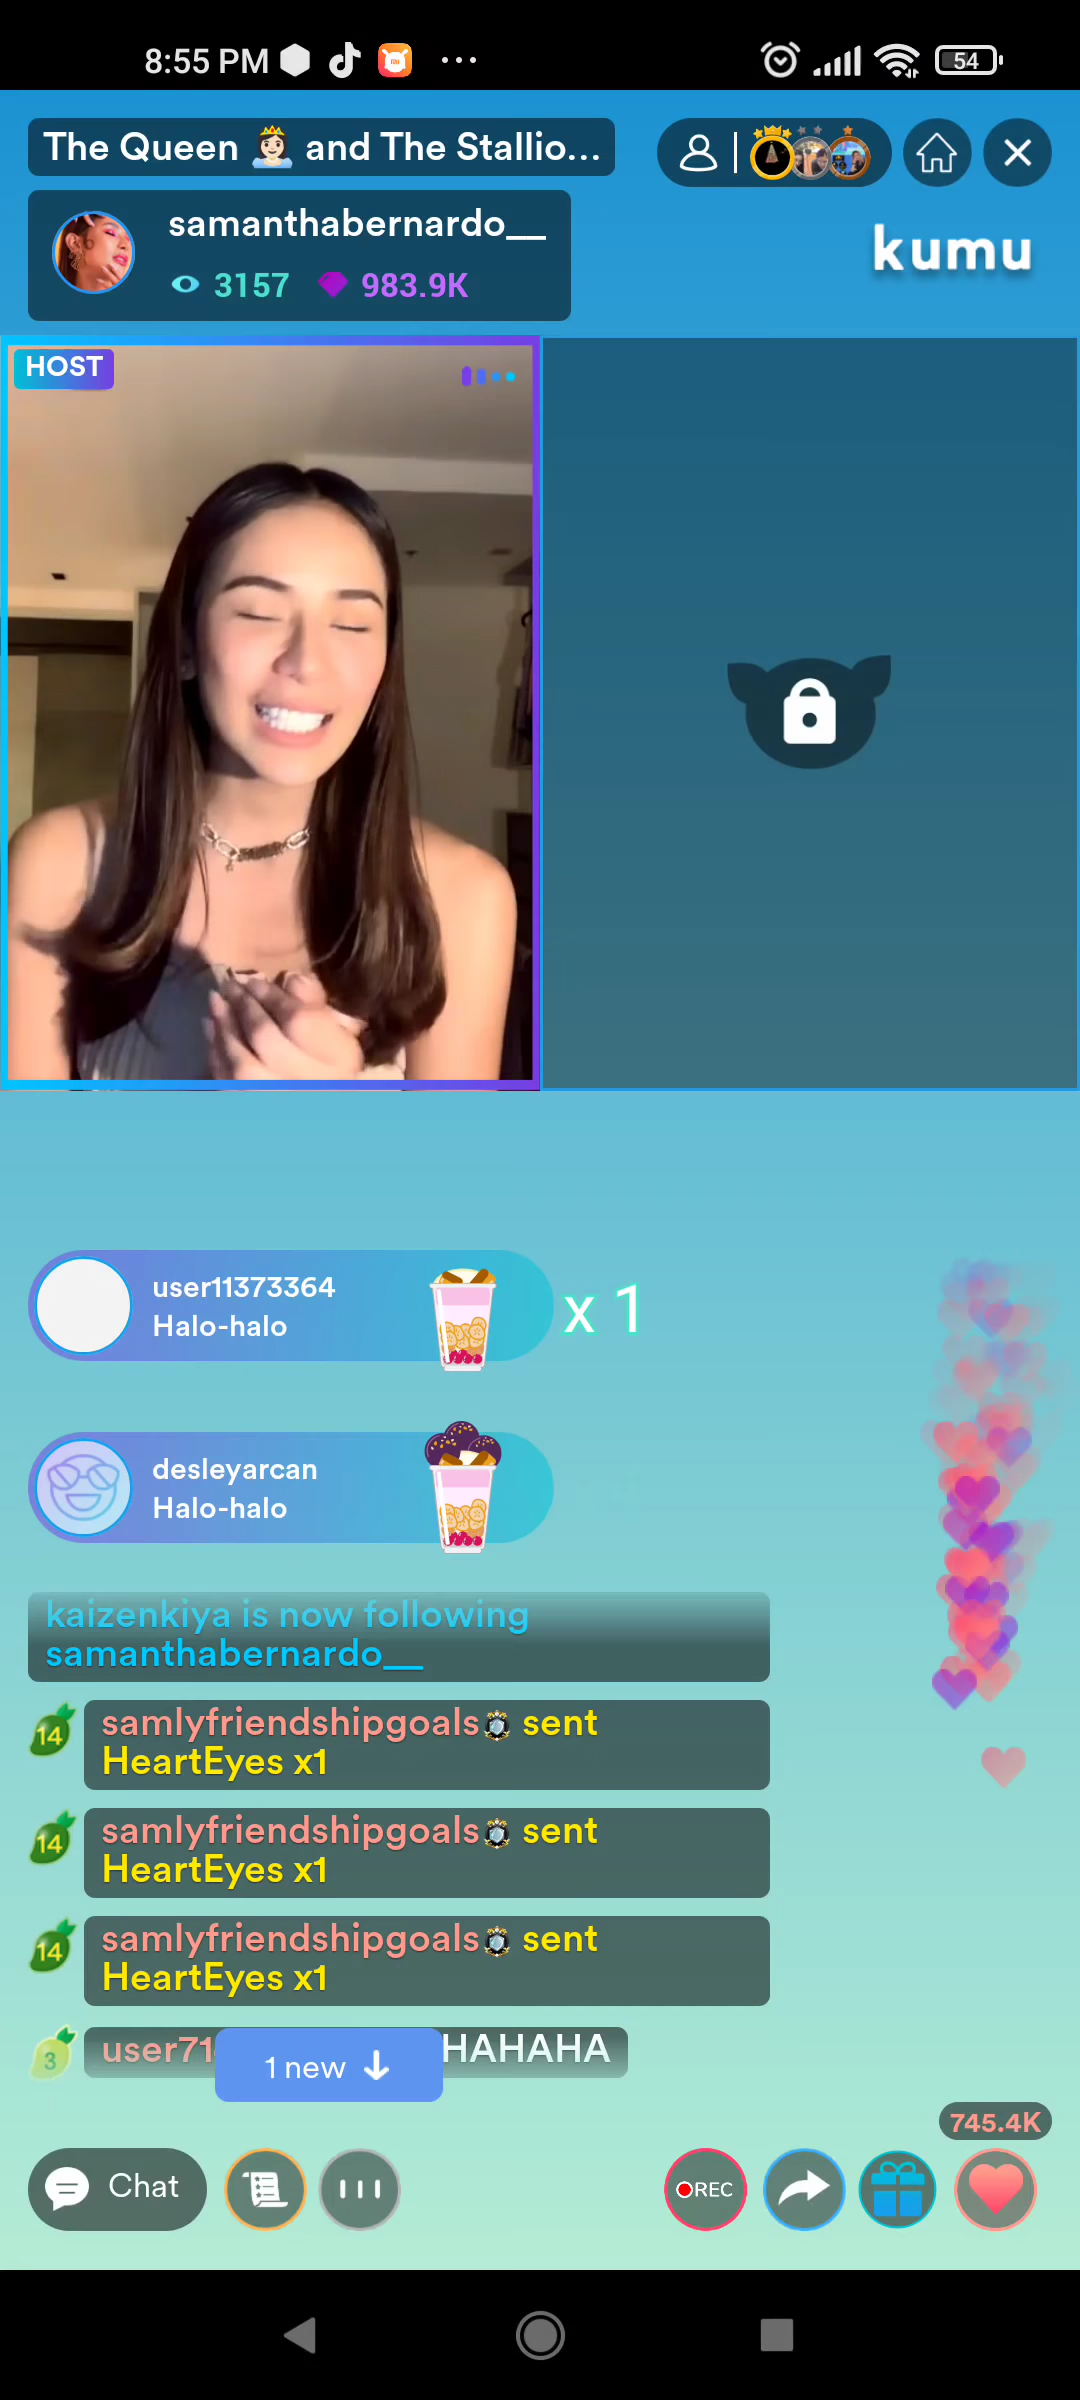 8:55 PM
54
The Queen 👸🏻 and The Stallio...
samanthabernardo__
3157 983.9K
kumu
HOST
user11373364
Halo-halo
x 1
desleyarcan
Halo-halo
kaizenkiya is now following
samanthabernardo__
14 samlyfriendshipgoals sent
HeartEyes x1
14 samlyfriendshipgoals sent
HeartEyes x1
14 samlyfriendshipgoals sent
HeartEyes x1
3 user71 HAHAHA
1 new
745.4K
Chat
REC